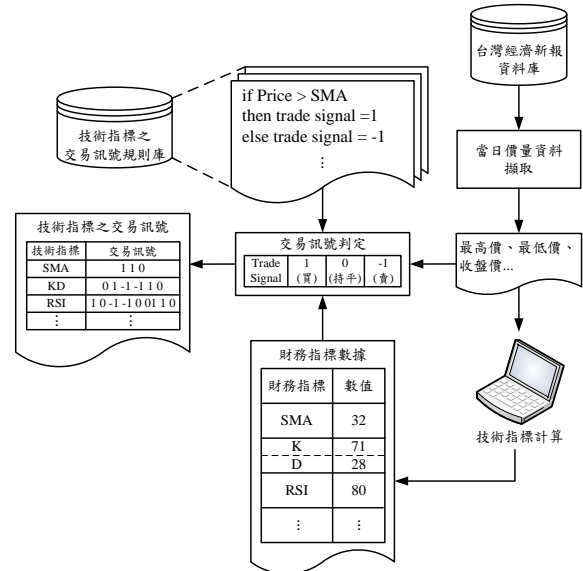 台灣經濟新報
資料庫
if Price > SMA
then trade signal =1
else trade signal = -1
⋮
技術指標之
交易訊號規則庫
當日價量資料
擷取
技術指標之交易訊號
技術指標 交易訊號
SMA 1 1 0
KD 0 1 -1 -1 1 0
RSI 1 0 -1 -1 0 0 1 1 0
⋮ ⋮
交易訊號判定
Trade Signal 1 (買) 0 (持平) -1 (賣)
最高價、最低價、
收盤價...
財務指標數據
財務指標 數值
SMA 32
K 71
D 28
RSI 80
⋮ ⋮
技術指標計算